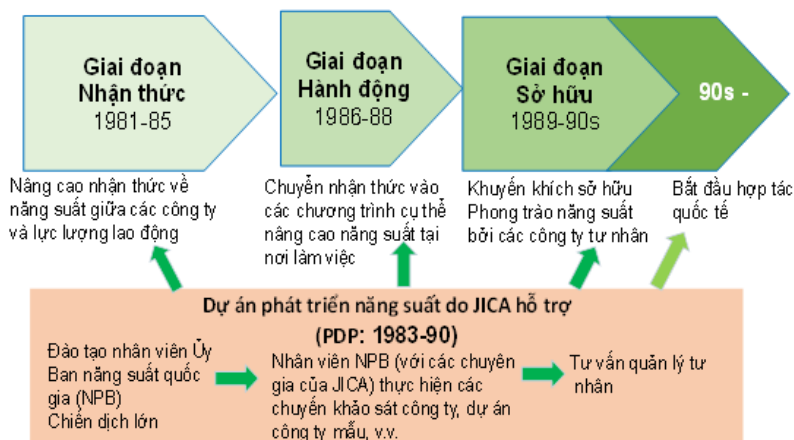 Giai đoạn
Nhận thức
1981-85
Giai đoạn
Hành động
1986-88
Giai đoạn
Sở hữu
1989-90s
90s -
Nâng cao nhận thức về
năng suất giữa các công ty
và lực lượng lao động
Chuyển nhận thức vào
các chương trình cụ thể
nâng cao năng suất tại
nơi làm việc
Khuyến khích sở hữu
Phong trào năng suất
bởi các công ty tư nhân
Bắt đầu hợp tác
quốc tế
Dự án phát triển năng suất do JICA hỗ trợ
(PDP: 1983-90)
Đào tạo nhân viên Ủy
Ban năng suất quốc
gia (NPB)
Chiến dịch lớn
Nhân viên NPB (với các chuyên
gia của JICA) thực hiện các
chuyến khảo sát công ty, dự án
công ty mẫu, v.v.
Tư vấn quản lý tư
nhân